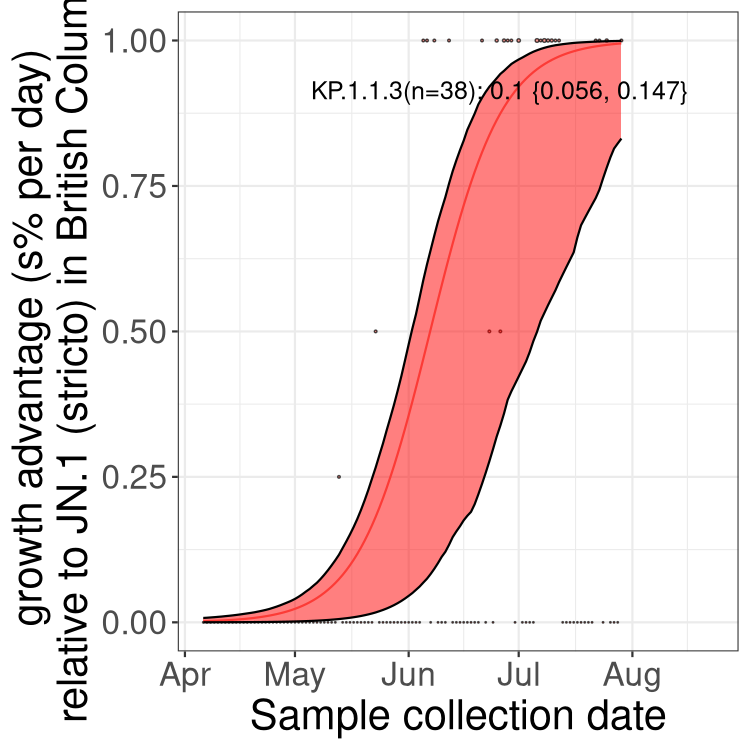 growth advantage (s% per day)
relative to JN.1 (stricto) in British Colum
1.00
0.75
0.50
0.25
0.00
KP.1.1.3(n=38): 0.1 {0.056, 0.147}
Apr May Jun Jul Aug
Sample collection date